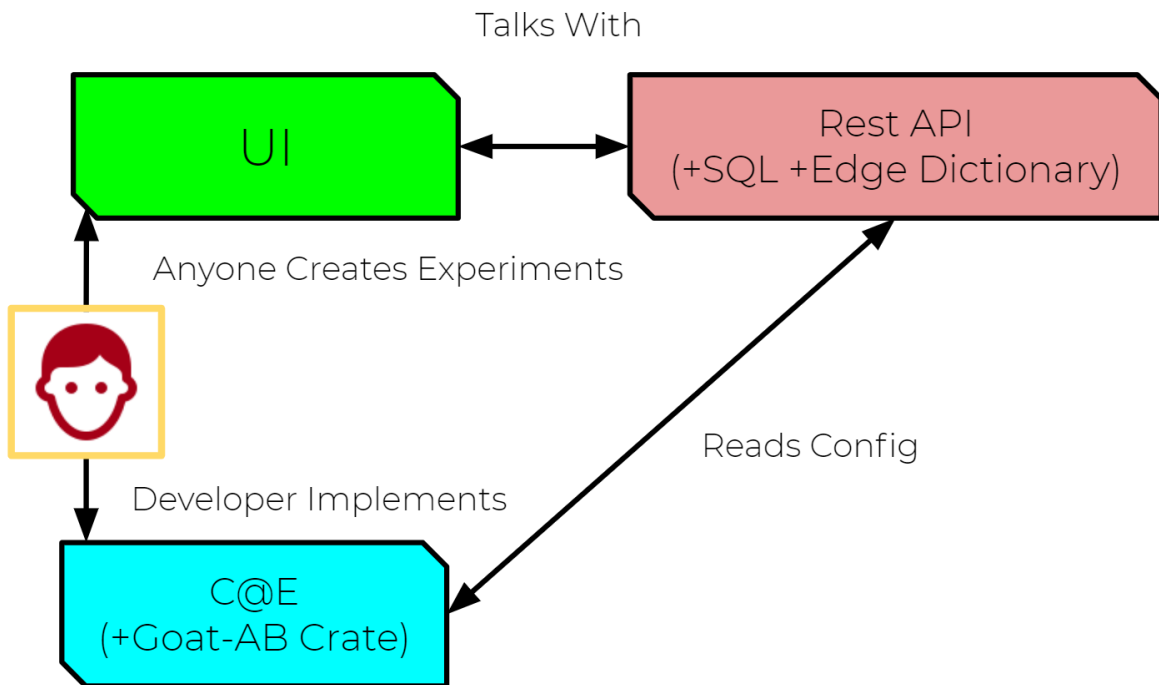 Talks With
UI
Rest API
(+SQL +Edge Dictionary)
Anyone Creates Experiments
Reads Config
Developer Implements
C@E
(+Goat-AB Crate)